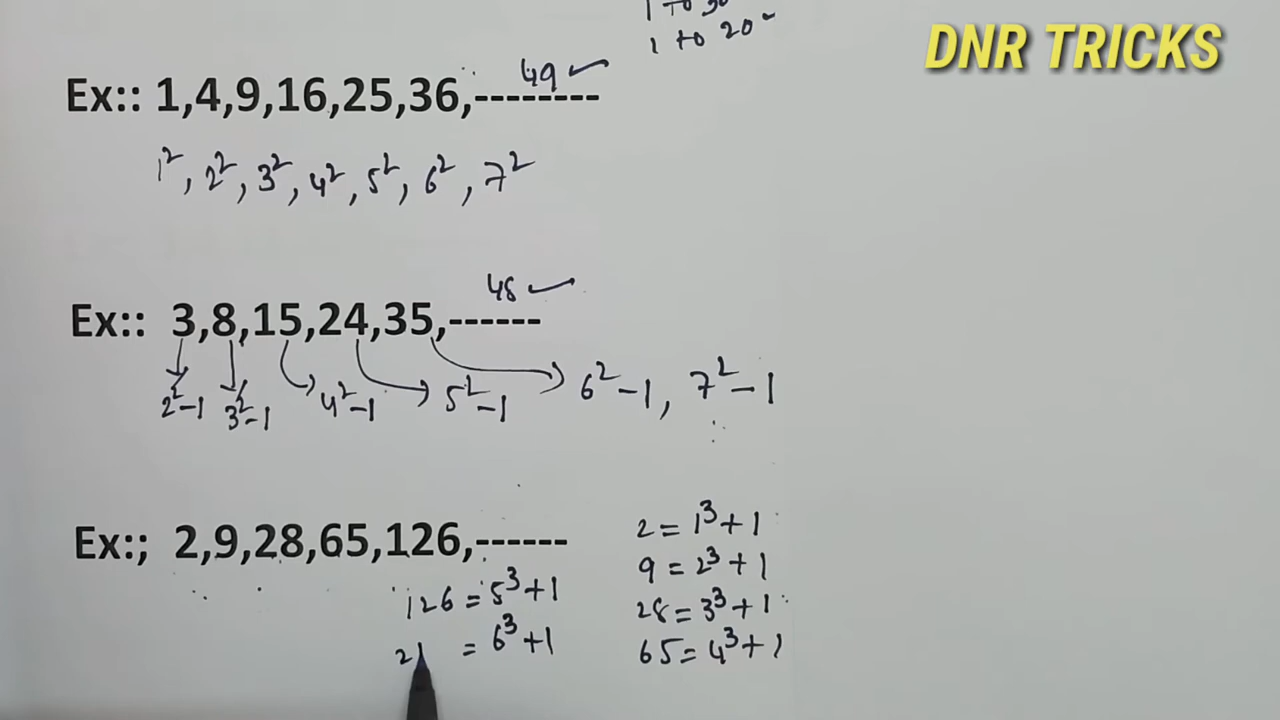 1 to 20
DNR TRICKS
49 ✓
Ex:: 1,4,9,16,25,36,--------
1², 2², 3², 4², 5², 6², 7²
48 ✓
Ex:: 3,8,15,24,35,------
2²-1 3²-1 4²-1 5²-1 6²-1, 7²-1
Ex:; 2,9,28,65,126,------
126 = 5³+1
21 = 6³+1
2 = 1³+1
9 = 2³+1
28 = 3³+1
65 = 4³+1